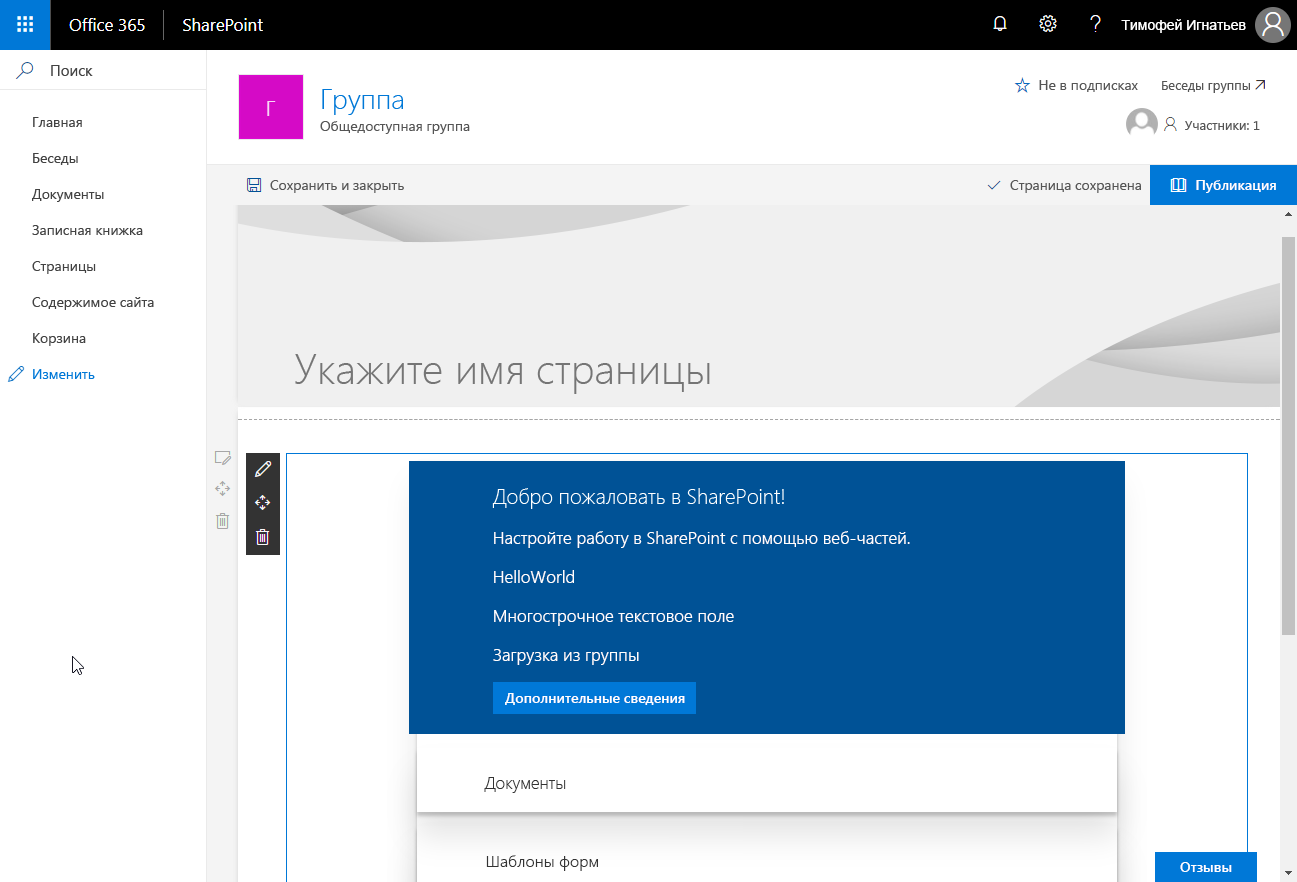 Office 365 SharePoint Тимофей Игнатьев
Поиск
Главная
Беседы
Документы
Записная книжка
Страницы
Содержимое сайта
Корзина
Изменить
Г
Группа
Общедоступная группа
Не в подписках Беседы группы
Участники: 1
Сохранить и закрыть Страница сохранена Публикация
Укажите имя страницы
Добро пожаловать в SharePoint!
Настройте работу в SharePoint с помощью веб-частей.
HelloWorld
Многострочное текстовое поле
Загрузка из группы
Дополнительные сведения
Документы
Шаблоны форм
Отзывы